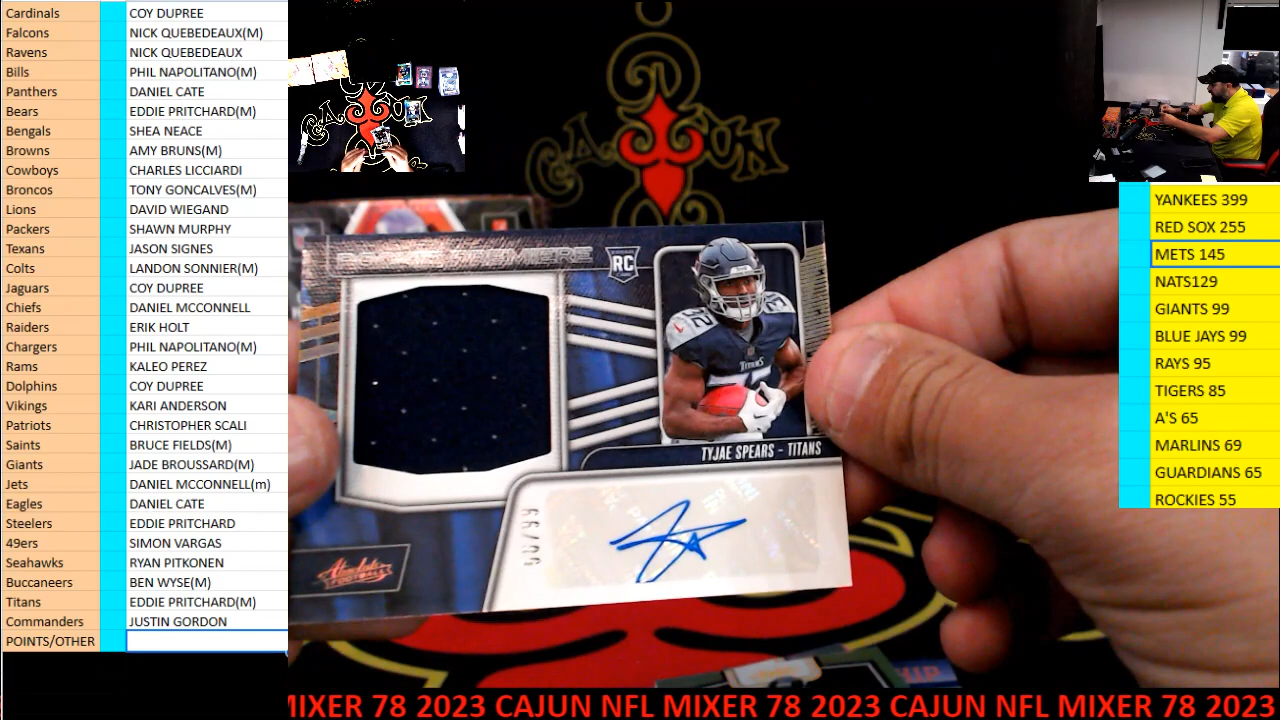 Cardinals COY DUPREE
Falcons NICK QUEBEDEAUX(M)
Ravens NICK QUEBEDEAUX
Bills PHIL NAPOLITANO(M)
Panthers DANIEL CATE
Bears EDDIE PRITCHARD(M)
Bengals SHEA NEACE
Browns AMY BRUNS(M)
Cowboys CHARLES LICCIARDI
Broncos TONY GONCALVES(M)
Lions DAVID WIEGAND
Packers SHAWN MURPHY
Texans JASON SIGNES
Colts LANDON SONNIER(M)
Jaguars COY DUPREE
Chiefs DANIEL MCCONNELL
Raiders ERIK HOLT
Chargers PHIL NAPOLITANO(M)
Rams KALEO PEREZ
Dolphins COY DUPREE
Vikings KARI ANDERSON
Patriots CHRISTOPHER SCALI
Saints BRUCE FIELDS(M)
Giants JADE BROUSSARD(M)
Jets DANIEL MCCONNELL(m)
Eagles DANIEL CATE
Steelers EDDIE PRITCHARD
49ers SIMON VARGAS
Seahawks RYAN PITKONEN
Buccaneers BEN WYSE(M)
Titans EDDIE PRITCHARD(M)
Commanders JUSTIN GORDON
POINTS/OTHER
CAJUN
CAJUN
RC
TITANS
32
TYJAE SPEARS - TITANS
Absolute
FOOTBALL
YANKEES 399
RED SOX 255
METS 145
NATS129
GIANTS 99
BLUE JAYS 99
RAYS 95
TIGERS 85
A'S 65
MARLINS 69
GUARDIANS 65
ROCKIES 55
MIXER 78 2023 CAJUN NFL MIXER 78 2023 CAJUN NFL MIXER 78 2023